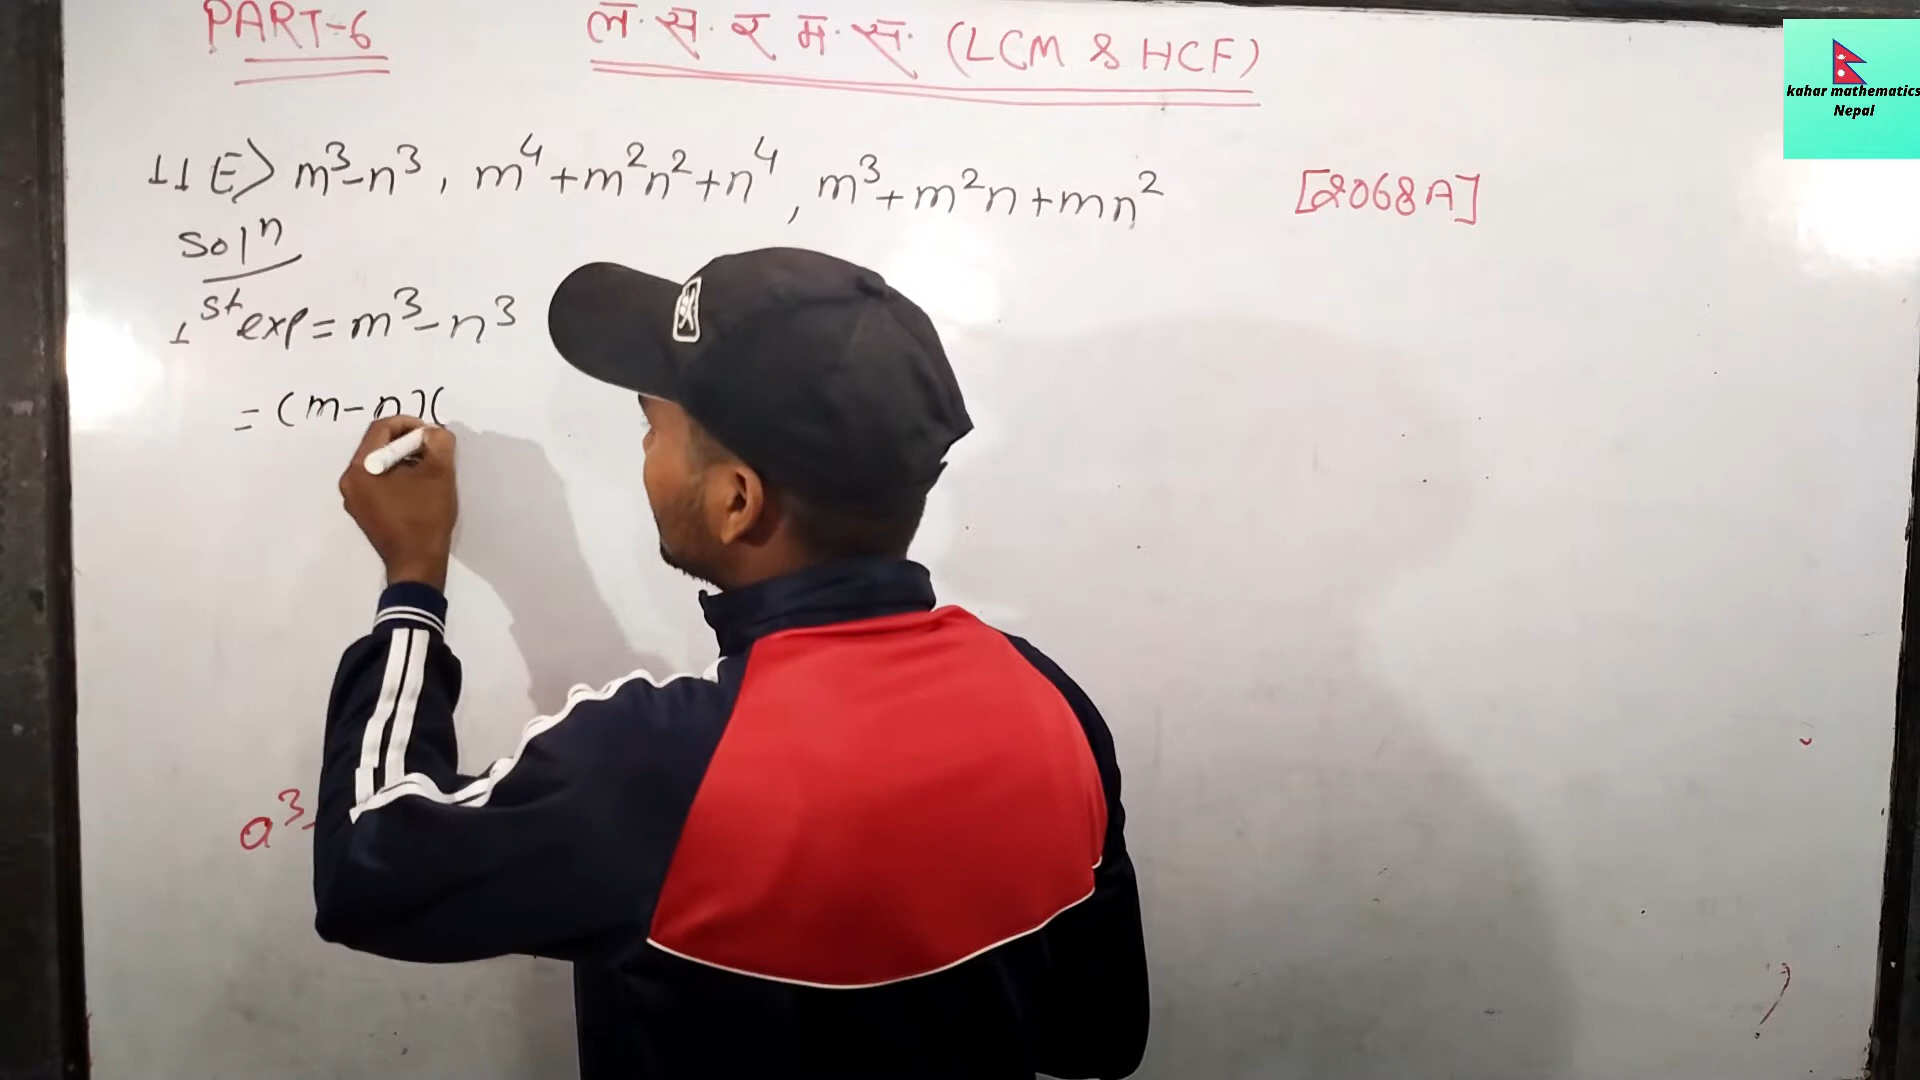 PART-6
ल. स. र म. स. (LCM & HCF)
11 E> m³-n³, m⁴+m²n²+n⁴, m³+m²n+mn² [2068A]
Solⁿ
1ˢᵗ exp = m³-n³
= (m-n)(
a³-
kahar mathematics
Nepal